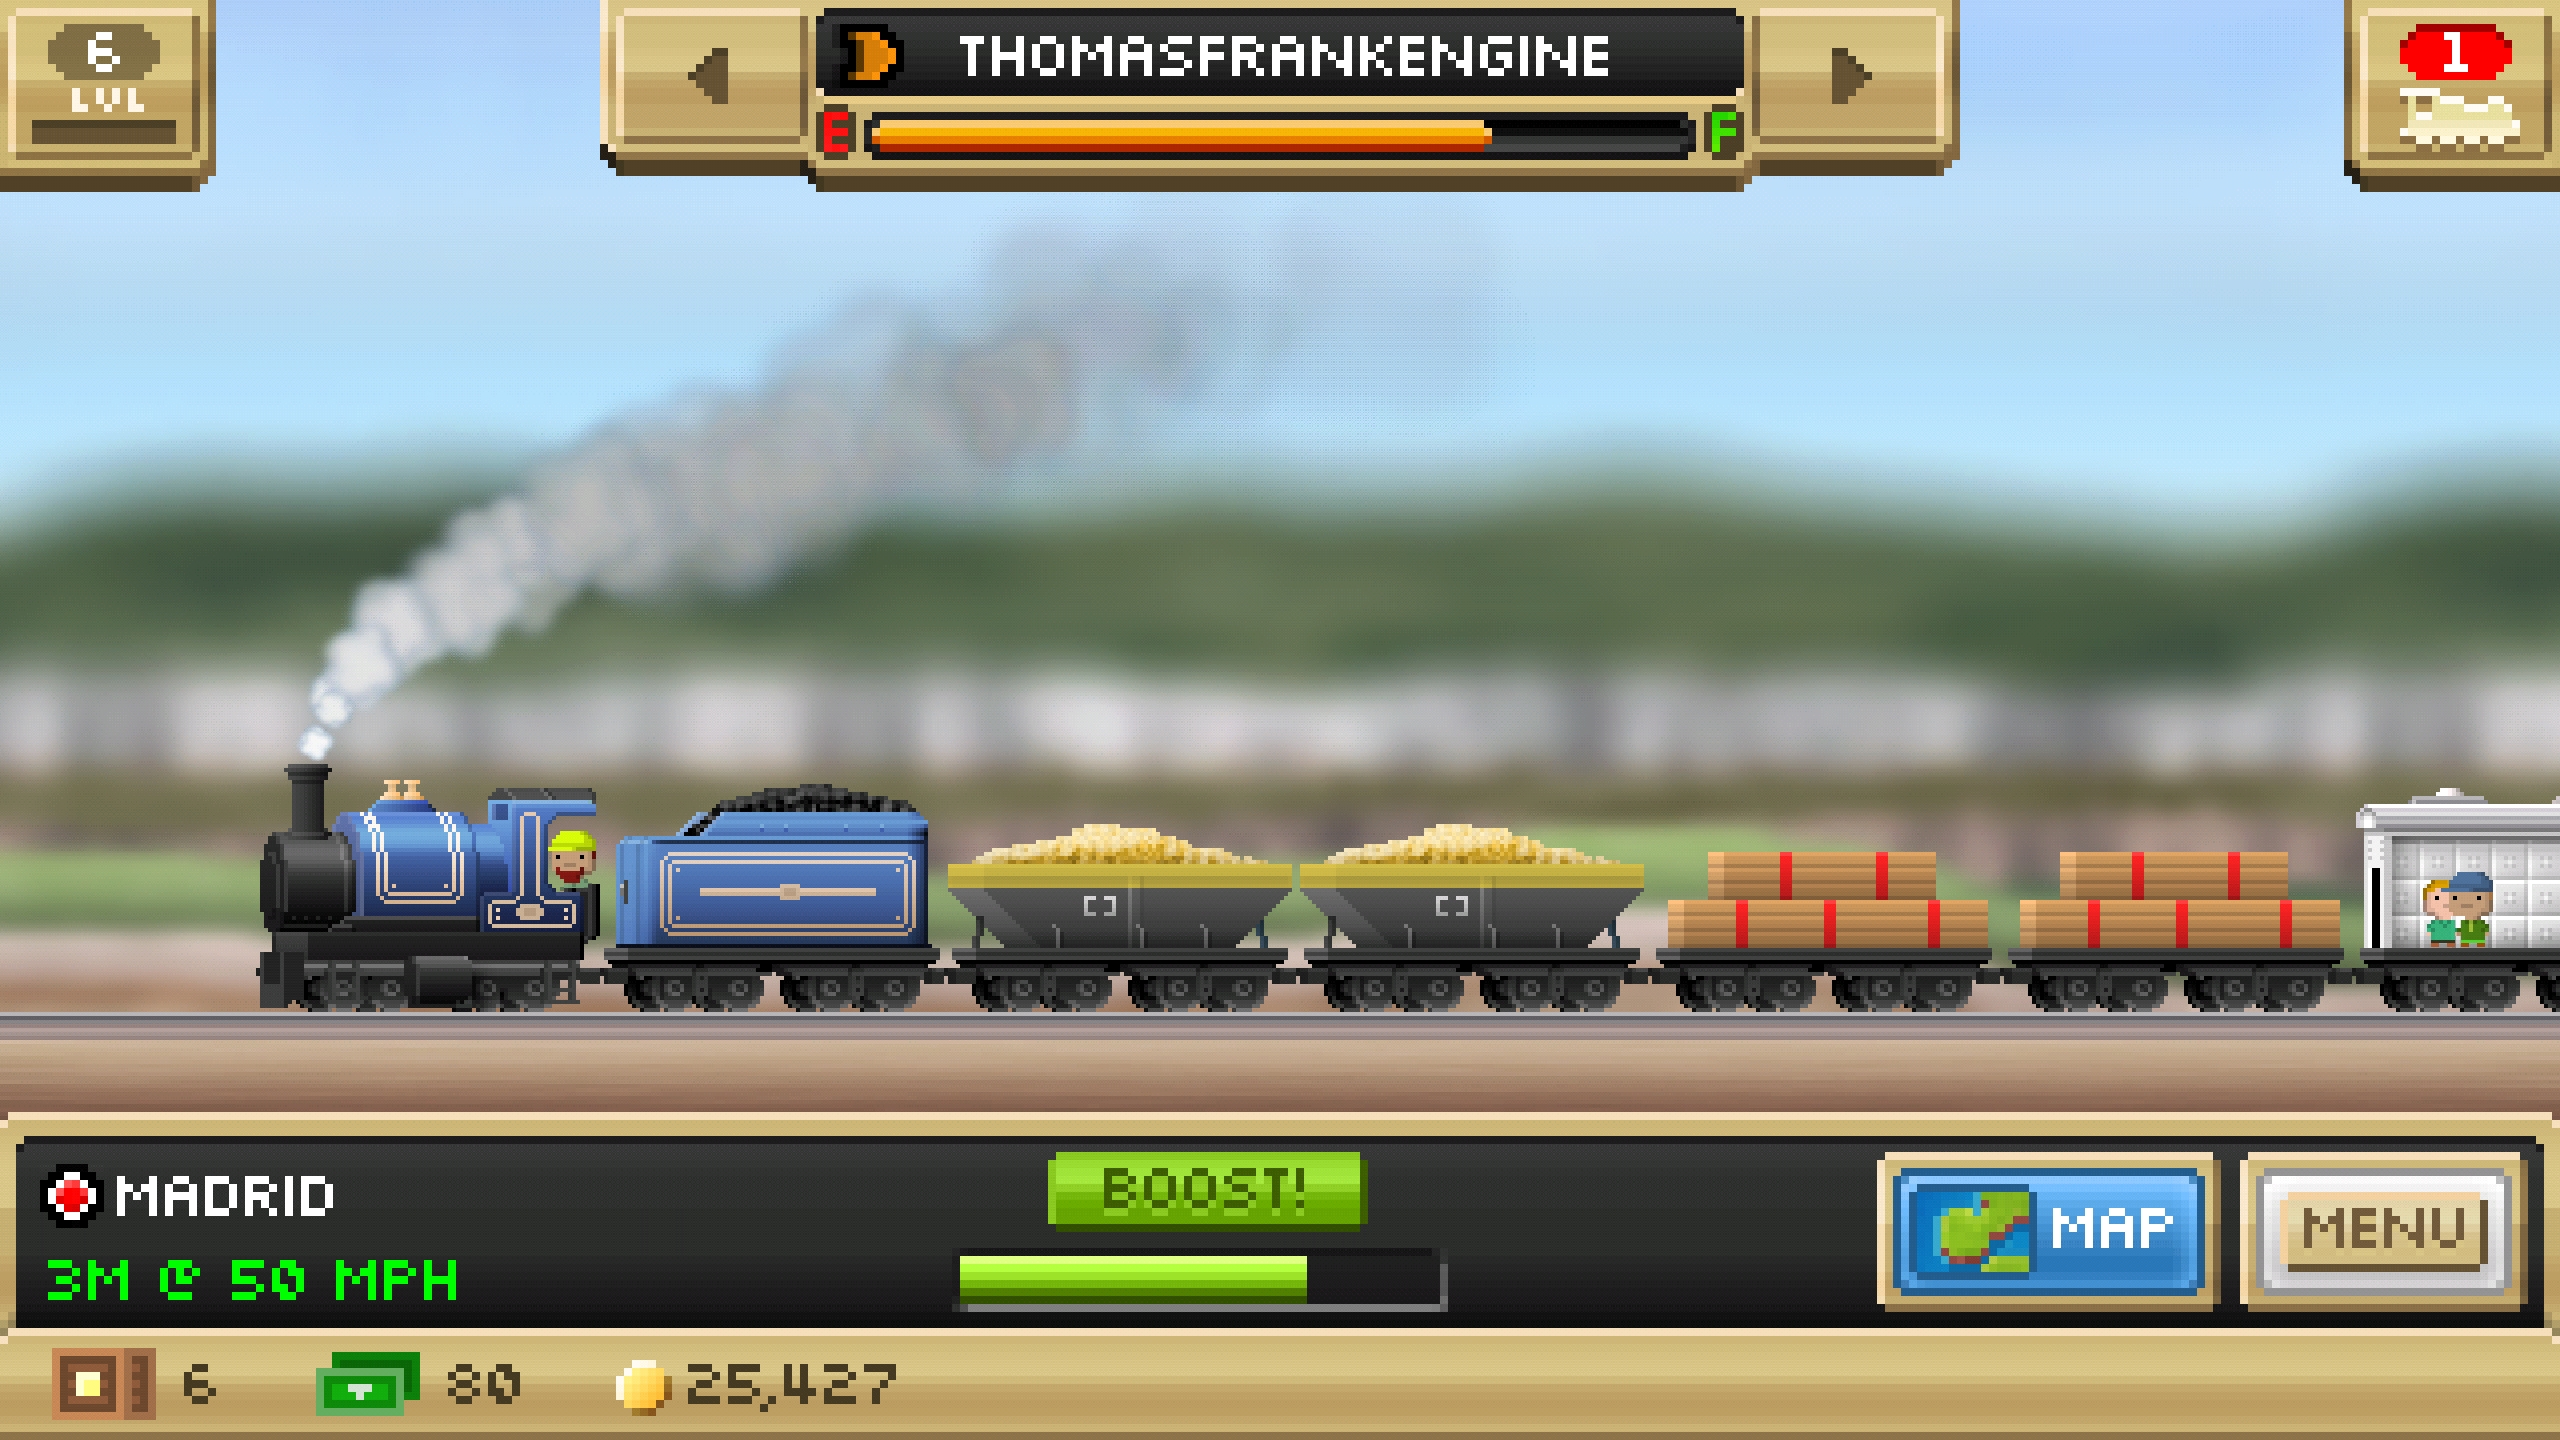 6
LVL
THOMASFRANKENGINE
E F
1
MADRID
BOOST!
3M @ 50 MPH
MAP
MENU
6 80 25,427